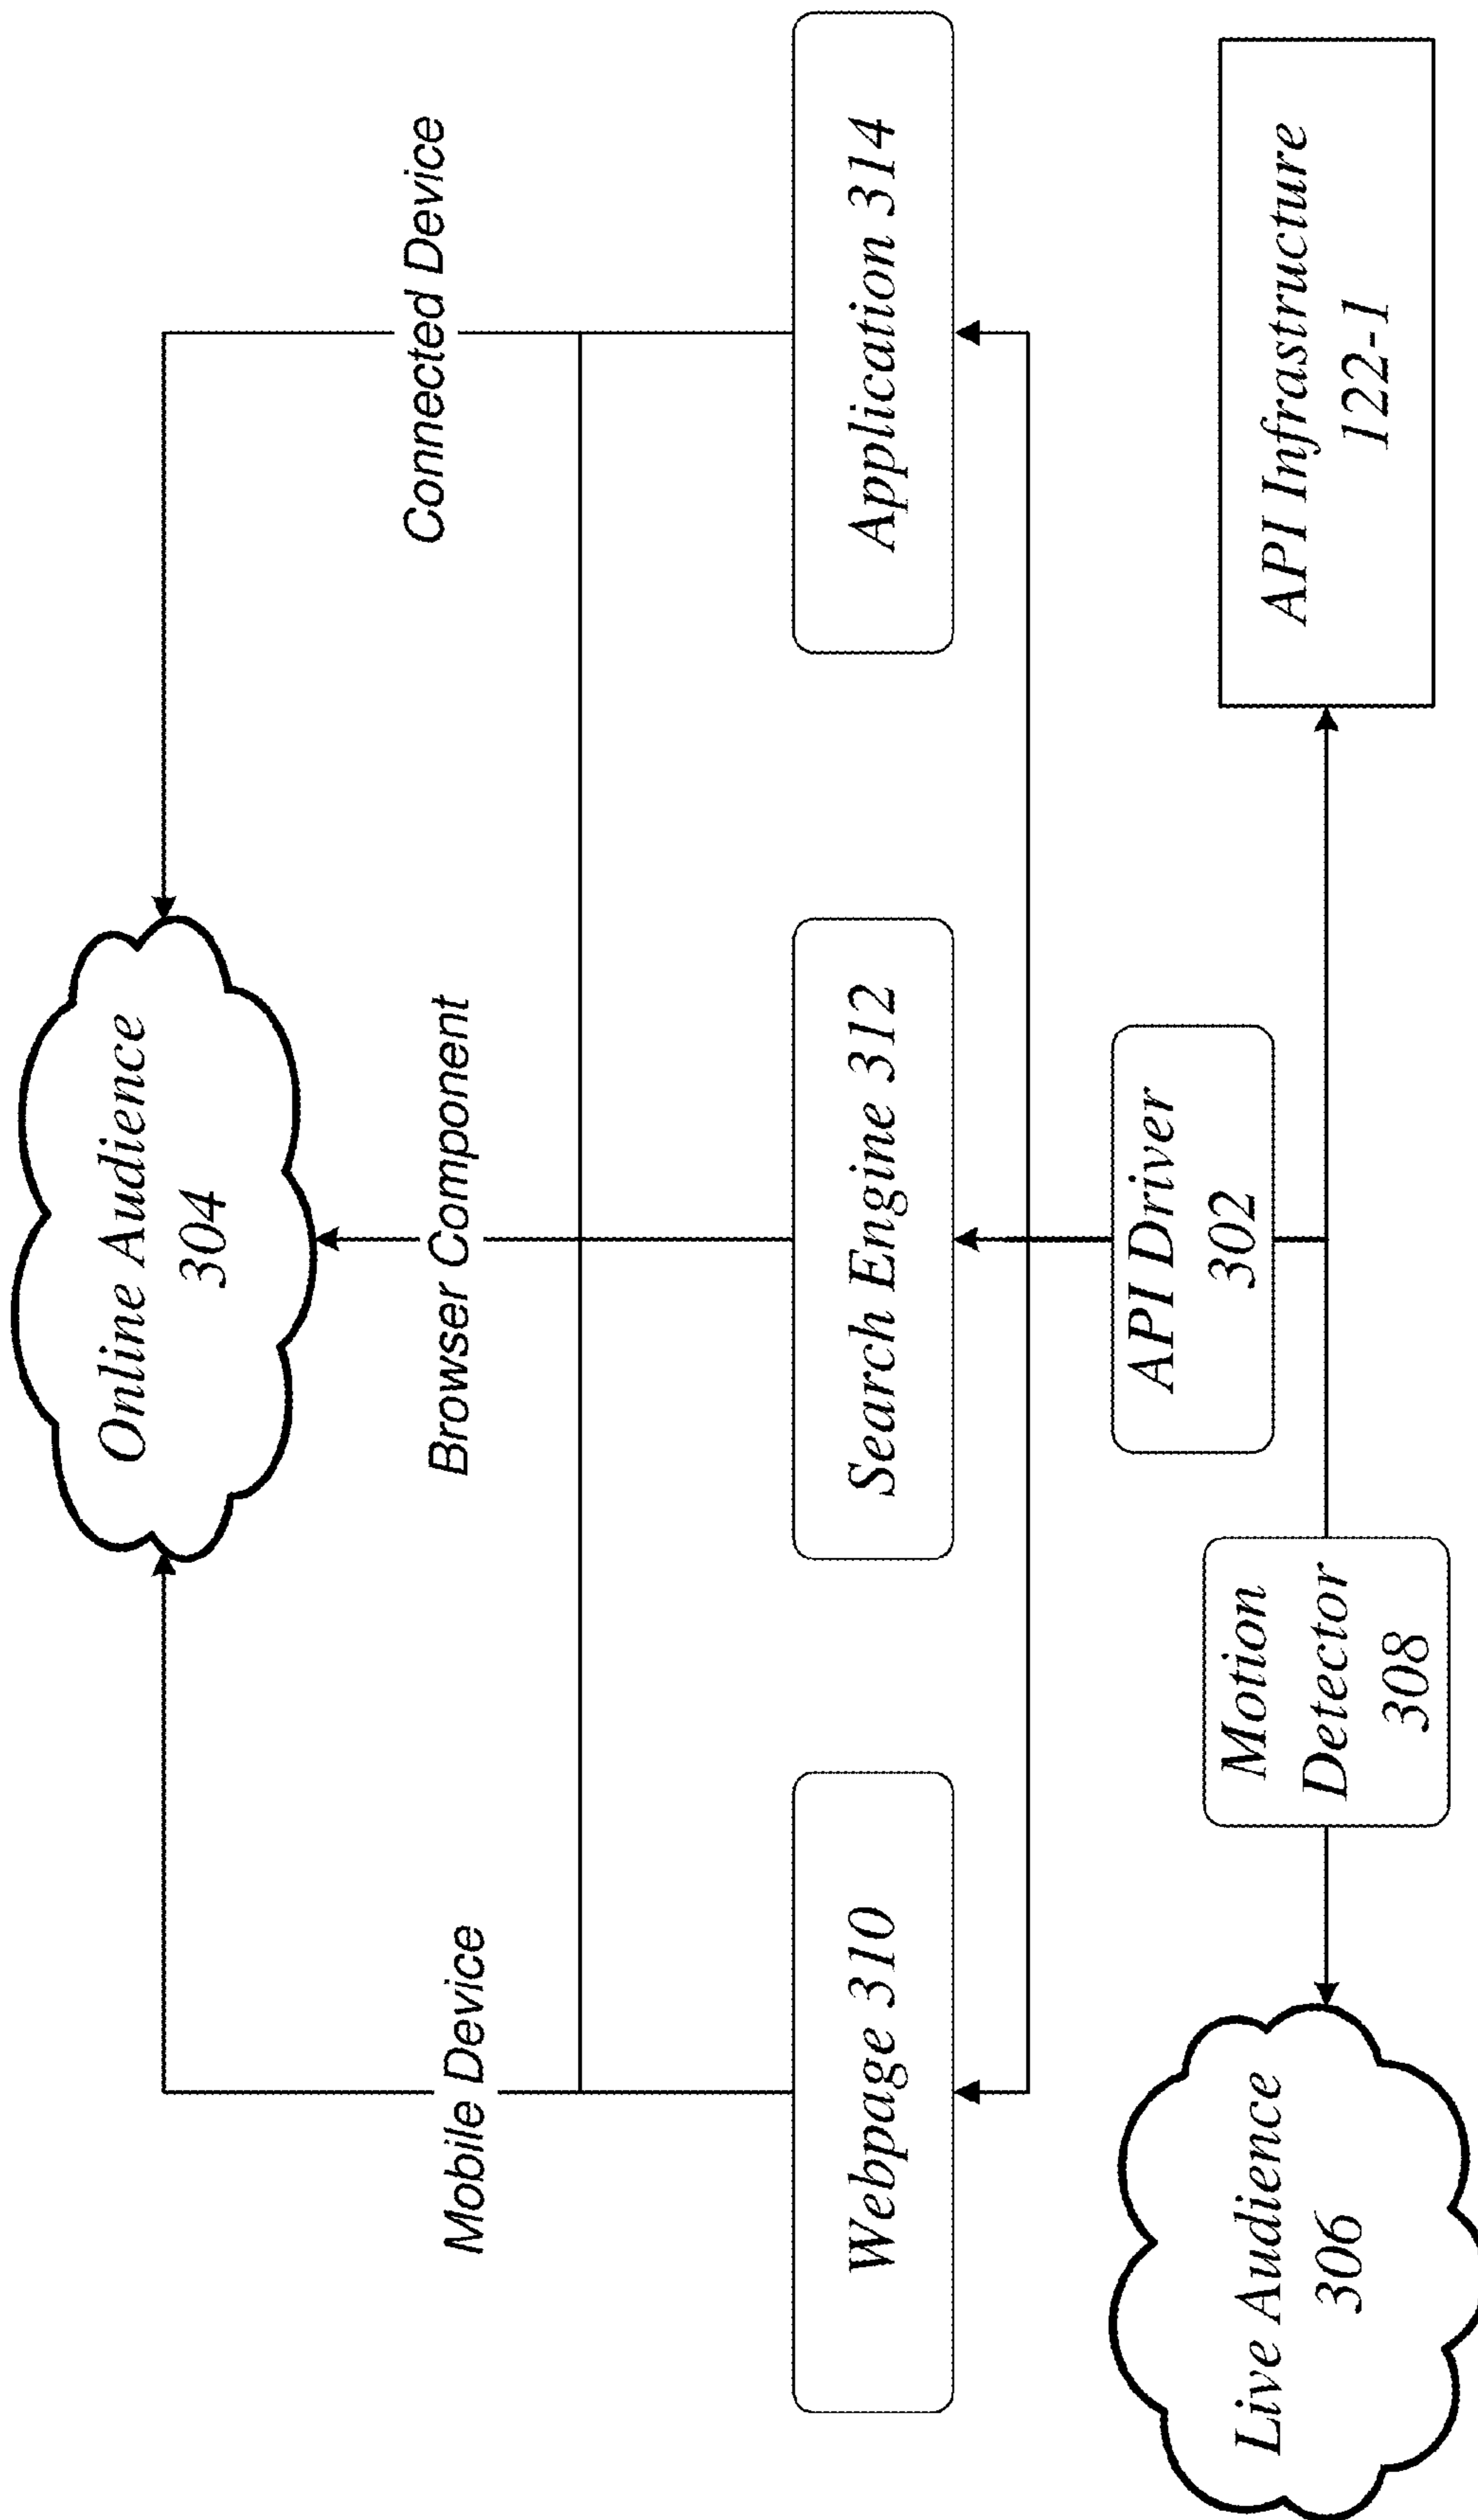 Online Audience
304
Mobile Device
Browser Component
Connected Device
Webpage 310
Search Engine 312
Application 314
API Driver
302
Live Audience
306
Motion
Detector
308
API Infrastructure
122-1